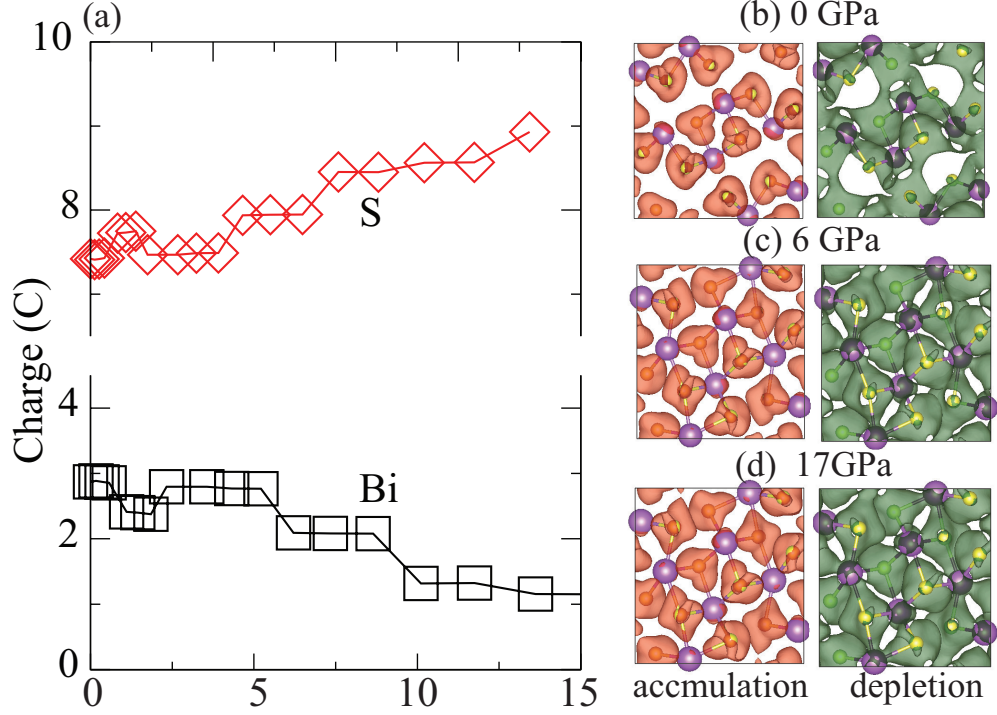 (a)
10
8
S
Charge (C)
4
Bi
2
0
0
5
10
15
(b) 0 GPa
(c) 6 GPa
(d) 17GPa
accmulation
depletion